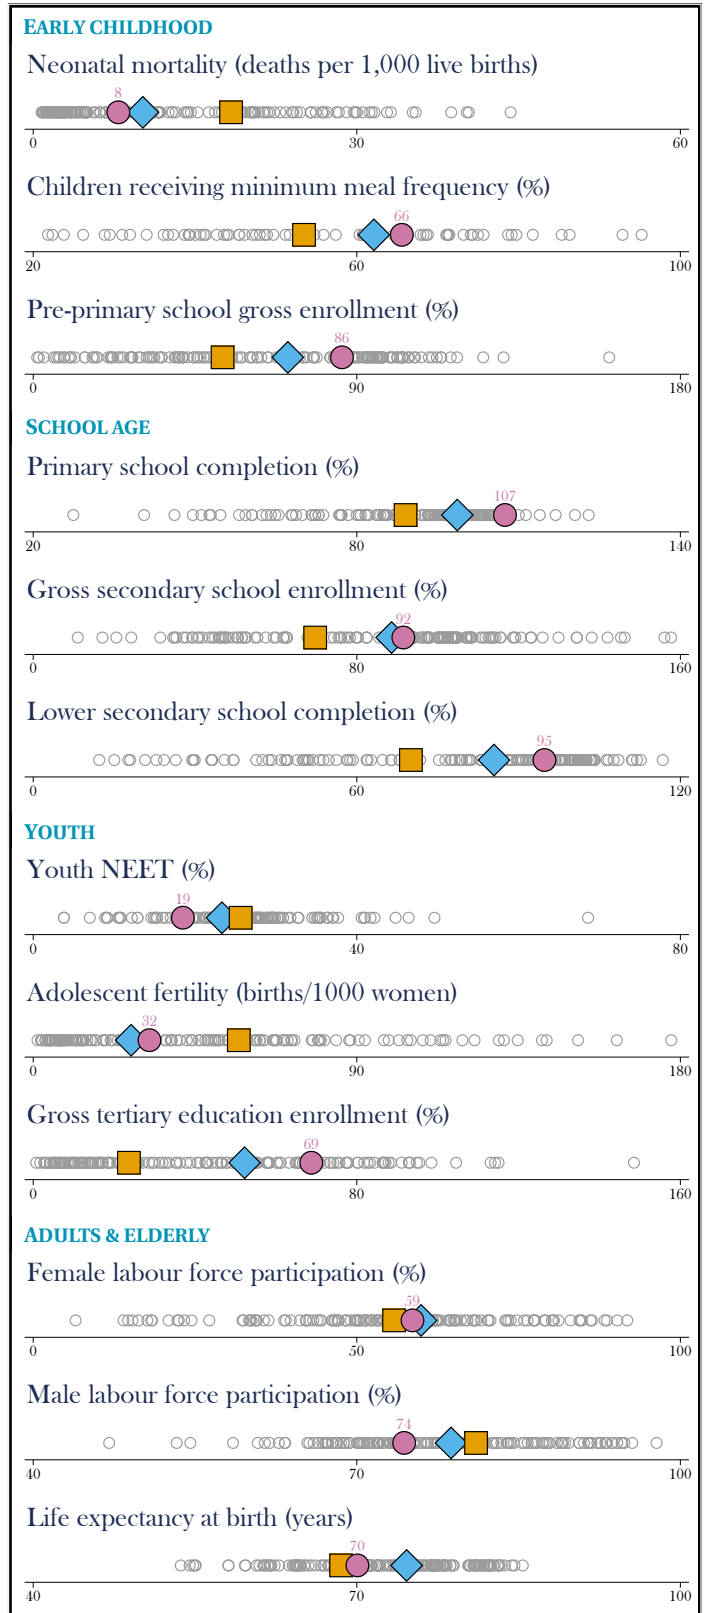 EARLY CHILDHOOD
Neonatal mortality (deaths per 1,000 live births)
8
0 30 60
Children receiving minimum meal frequency (%)
66
20 60 100
Pre-primary school gross enrollment (%)
86
0 90 180
SCHOOL AGE
Primary school completion (%)
107
20 80 140
Gross secondary school enrollment (%)
92
0 80 160
Lower secondary school completion (%)
95
0 60 120
YOUTH
Youth NEET (%)
19
0 40 80
Adolescent fertility (births/1000 women)
32
0 90 180
Gross tertiary education enrollment (%)
69
0 80 160
ADULTS & ELDERLY
Female labour force participation (%)
59
0 50 100
Male labour force participation (%)
74
40 70 100
Life expectancy at birth (years)
70
40 70 100